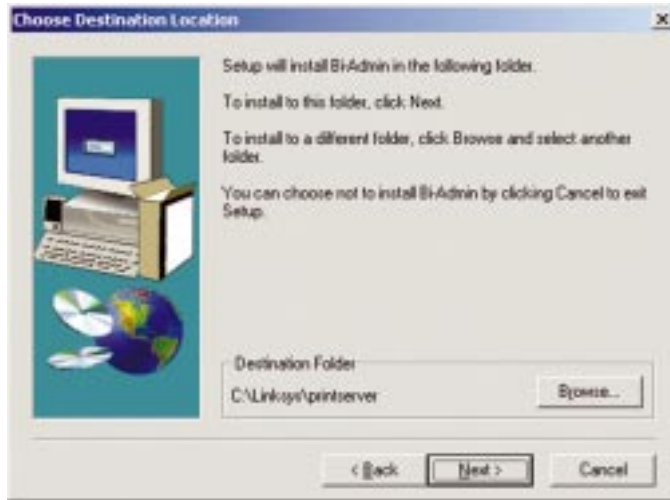 Choose Destination Location
Setup will install Bi-Admin in the following folder.
To install to this folder, click Next.
To install to a different folder, click Browse and select another
folder.
You can choose not to install Bi-Admin by clicking Cancel to exit
Setup.
Destination Folder
C:\Linksys\printserver
Browse...
< Back
Next >
Cancel